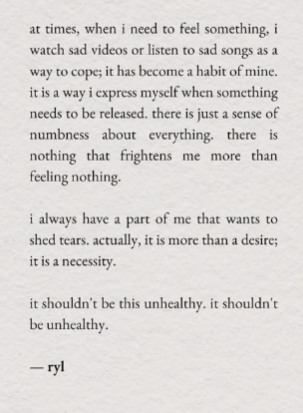 at times, when i need to feel something, i
watch sad videos or listen to sad songs as a
way to cope; it has become a habit of mine.
it is a way i express myself when something
needs to be released. there is just a sense of
numbness about everything. there is
nothing that frightens me more than
feeling nothing.
i always have a part of me that wants to
shed tears. actually, it is more than a desire;
it is a necessity.
it shouldn't be this unhealthy. it shouldn't
be unhealthy.
— ryl